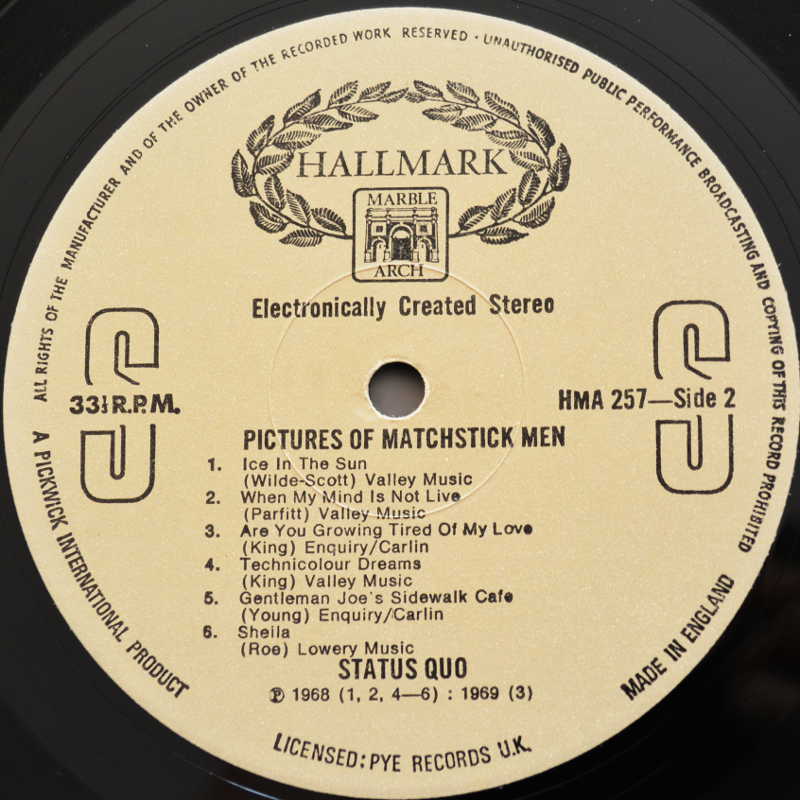 ALL RIGHTS OF THE MANUFACTURER AND OF THE OWNER OF THE RECORDED WORK RESERVED · UNAUTHORISED PUBLIC PERFORMANCE BROADCASTING AND COPYING OF THIS RECORD PROHIBITED
HALLMARK
MARBLE
ARCH
Electronically Created Stereo
33⅓ R.P.M.
HMA 257—Side 2
PICTURES OF MATCHSTICK MEN
1. Ice In The Sun
(Wilde-Scott) Valley Music
2. When My Mind Is Not Live
(Parfitt) Valley Music
3. Are You Growing Tired Of My Love
(King) Enquiry/Carlin
4. Technicolour Dreams
(King) Valley Music
5. Gentleman Joe's Sidewalk Cafe
(Young) Enquiry/Carlin
6. Sheila
(Roe) Lowery Music
STATUS QUO
℗ 1968 (1, 2, 4—6) : 1969 (3)
A PICKWICK INTERNATIONAL PRODUCT
LICENSED: PYE RECORDS U.K.
MADE IN ENGLAND